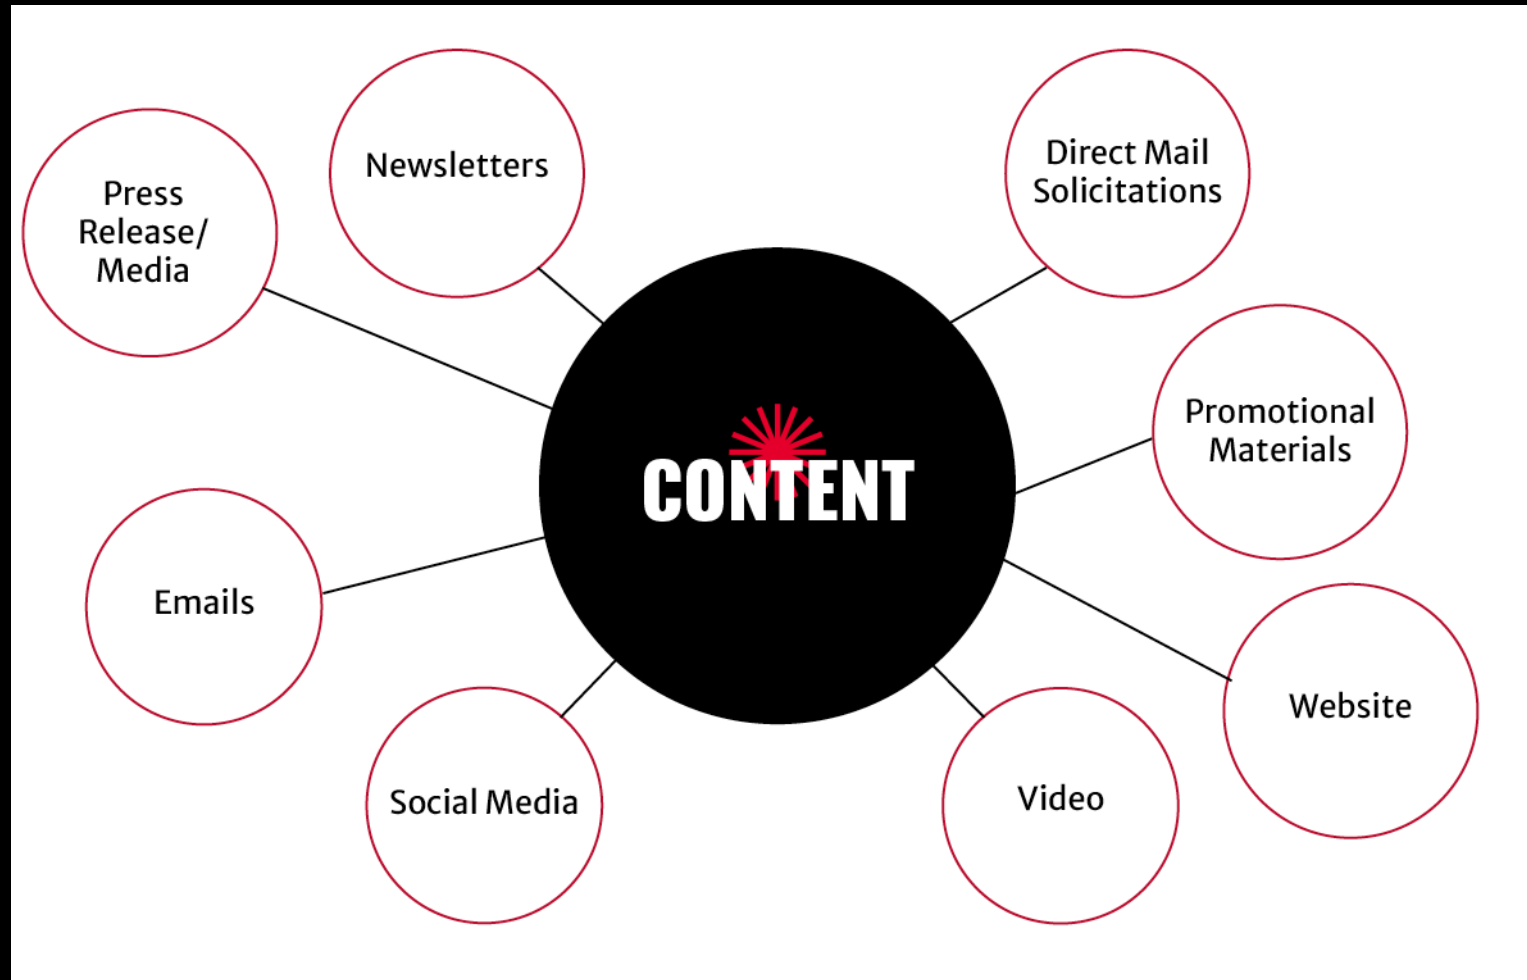 Newsletters
Direct Mail
Solicitations
Press
Release/
Media
Promotional
Materials
CONTENT
Emails
Website
Social Media
Video